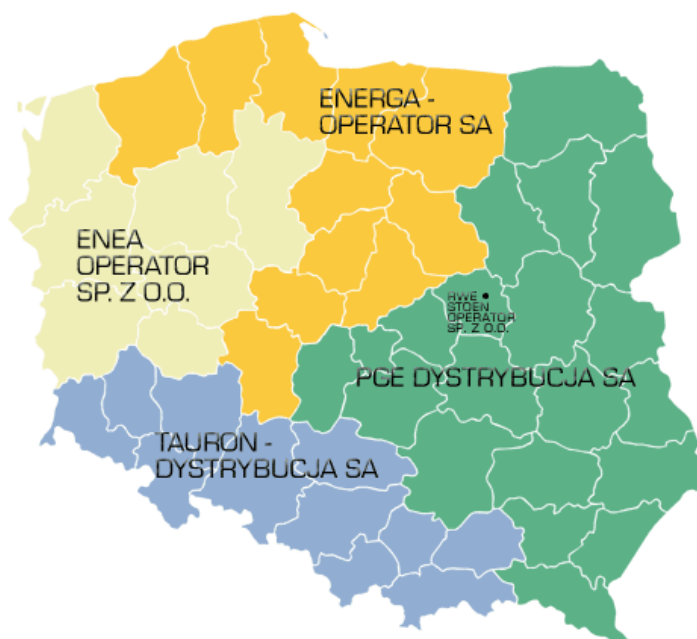 ENERGA -
OPERATOR SA
ENEA
OPERATOR
SP. Z O.O.
RWE
STOEN
OPERATOR
SP. Z O.O.
PGE DYSTRYBUCJA SA
TAURON -
DYSTRYBUCJA SA